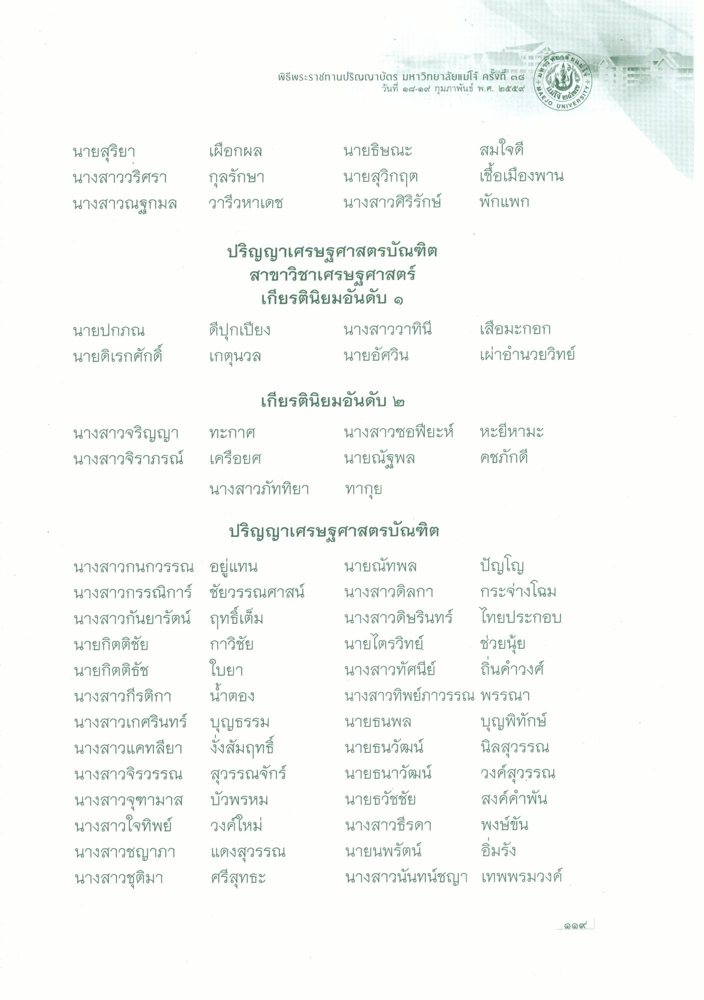 พิธีพระราชทานปริญญาบัตร มหาวิทยาลัยแม่โจ้ ครั้งที่ ๓๘
วันที่ ๑๘-๑๙ กุมภาพันธ์ พ.ศ. ๒๕๕๙
มหาวิทยาลัยแม่โจ้
แม่โจ้ ๒๔๗๗
MAEJO UNIVERSITY
นายสุริยา เผือกผล นายธิษณะ สมใจดี
นางสาววริศรา กุลรักษา นายสุวิกฤต เชื้อเมืองพาน
นางสาวณฐกมล วารีวหาเดช นางสาวศิริรักษ์ พักแพก
ปริญญาเศรษฐศาสตรบัณฑิต
สาขาวิชาเศรษฐศาสตร์
เกียรตินิยมอันดับ ๑
นายปกภณ ดีปุกเปียง นางสาววาทินี เสือมะกอก
นายดิเรกศักดิ์ เกตุนวล นายอัศวิน เผ่าอำนวยวิทย์
เกียรตินิยมอันดับ ๒
นางสาวจริญญา ทะกาศ นางสาวซอฟียะห์ หะยีหามะ
นางสาวจิราภรณ์ เครือยศ นายณัฐพล คชภักดี
นางสาวภัททิยา ทากุย
ปริญญาเศรษฐศาสตรบัณฑิต
นางสาวกนกวรรณ อยู่แทน นายณัทพล ปัญโญ
นางสาวกรรณิการ์ ชัยวรรณศาสน์ นางสาวดิลกา กระจ่างโฉม
นางสาวกันยารัตน์ ฤทธิ์เต็ม นางสาวดิษรินทร์ ไทยประกอบ
นายกิตติชัย กาวิชัย นายไตรวิทย์ ช่วยนุ้ย
นายกิตติธัช ใบยา นางสาวทัศนีย์ ถิ่นคำวงศ์
นางสาวกีรติกา น้ำตอง นางสาวทิพย์ภาวรรณ พรรณา
นางสาวเกศรินทร์ บุญธรรม นายธนพล บุญพิทักษ์
นางสาวแคทลียา งั่งสัมฤทธิ์ นายธนวัฒน์ นิลสุวรรณ
นางสาวจิรวรรณ สุวรรณจักร์ นายธนาวัฒน์ วงค์สุวรรณ
นางสาวจุฑามาส บัวพรหม นายธวัชชัย สงค์คำพัน
นางสาวใจทิพย์ วงค์ใหม่ นางสาวธีรดา พงษ์ขัน
นางสาวชญาภา แดงสุวรรณ นายนพรัตน์ อิ่มรัง
นางสาวชุติมา ศรีสุทธะ นางสาวนันทน์ชญา เทพพรมวงค์
๑๑๙